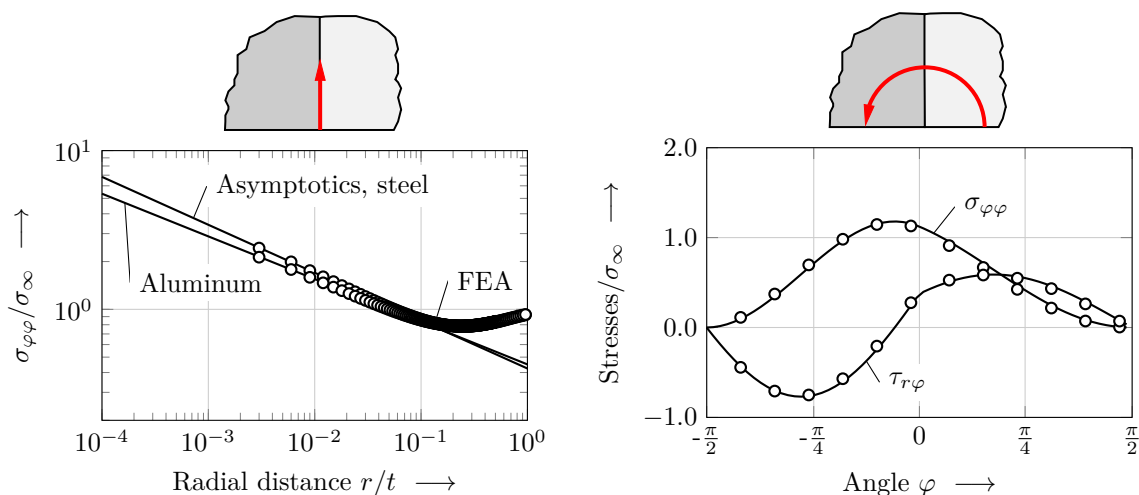 10^1
10^0
σ_φφ/σ_∞ ⟶
Asymptotics, steel
Aluminum
FEA
10^−4
10^−3
10^−2
10^−1
10^0
Radial distance r/t ⟶
2.0
1.0
0.0
−1.0
Stresses/σ_∞ ⟶
σ_φφ
τ_rφ
-π/2
-π/4
0
π/4
π/2
Angle φ ⟶